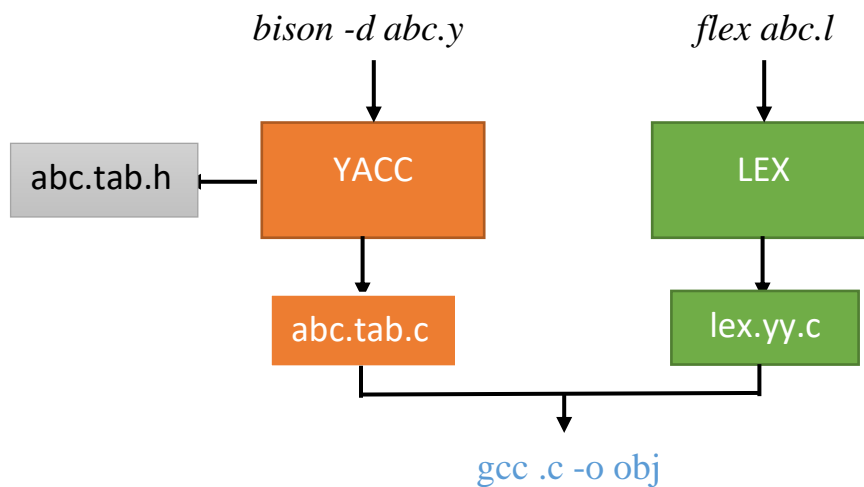 bison -d abc.y
flex abc.l
abc.tab.h
YACC
LEX
abc.tab.c
lex.yy.c
gcc .c -o obj